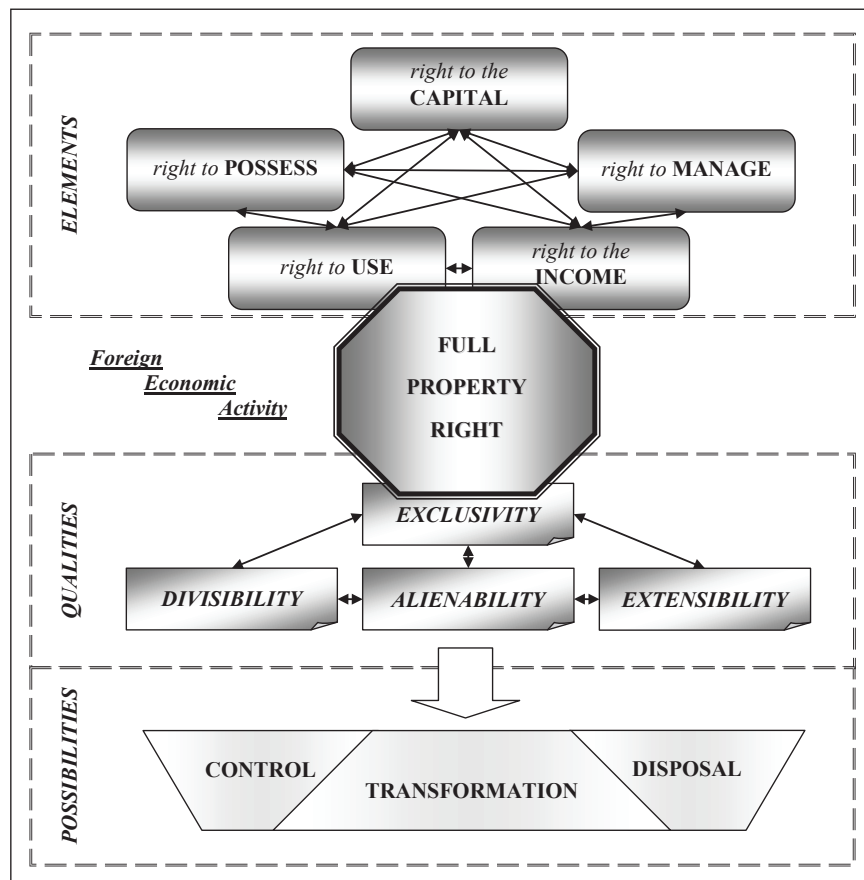 ELEMENTS
right to the
CAPITAL
right to POSSESS
right to MANAGE
right to USE
right to the
INCOME
Foreign
Economic
Activity
FULL
PROPERTY
RIGHT
QUALITIES
EXCLUSIVITY
DIVISIBILITY
ALIENABILITY
EXTENSIBILITY
POSSIBILITIES
CONTROL
TRANSFORMATION
DISPOSAL